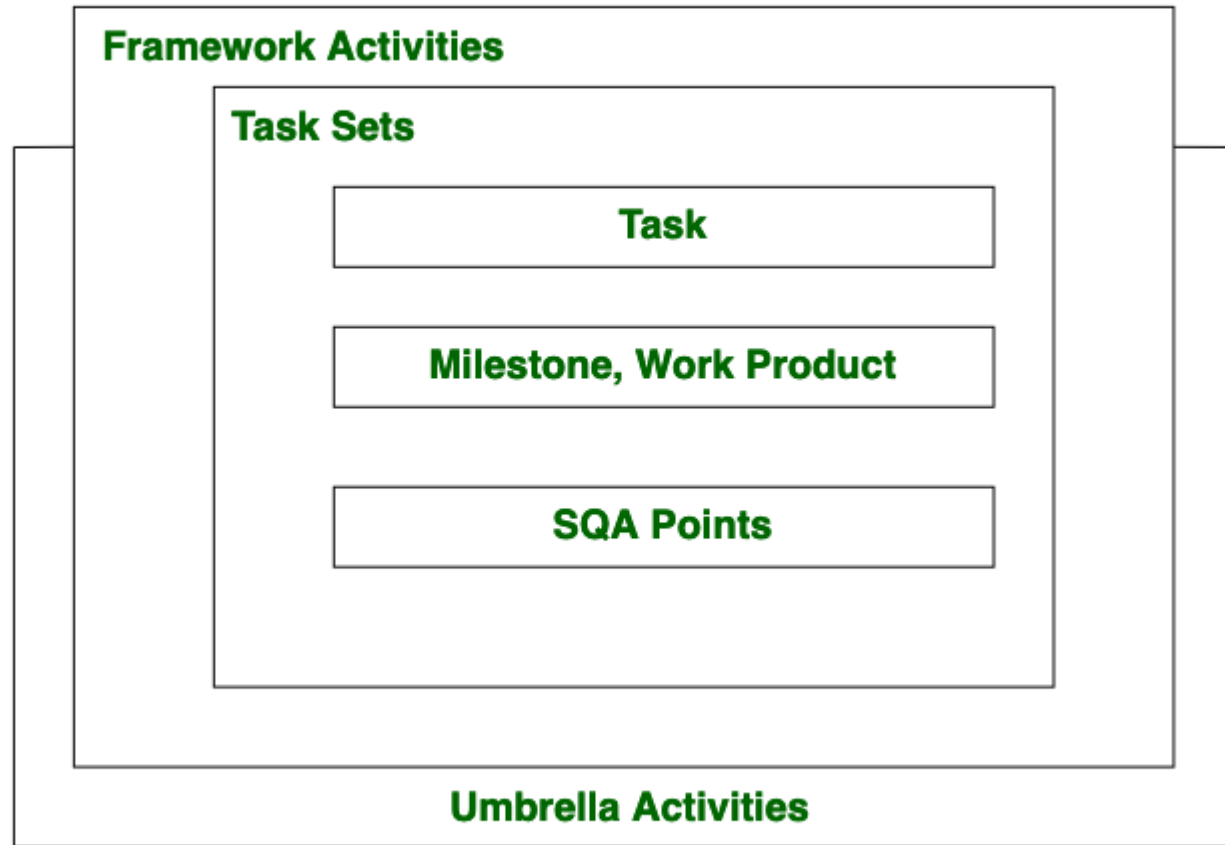 Framework Activities
Task Sets
Task
Milestone, Work Product
SQA Points
Umbrella Activities